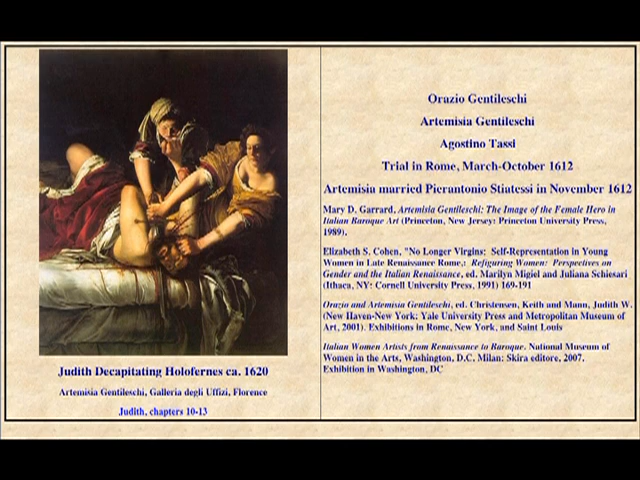 Judith Decapitating Holofernes ca. 1620
Artemisia Gentileschi, Galleria degli Uffizi, Florence
Judith, chapters 10-13
Orazio Gentileschi
Artemisia Gentileschi
Agostino Tassi
Trial in Rome, March-October 1612
Artemisia married Pierantonio Stiatessi in November 1612
Mary D. Garrard, Artemisia Gentileschi: The Image of the Female Hero in
Italian Baroque Art (Princeton, New Jersey: Princeton University Press,
1989).
Elizabeth S. Cohen, "No Longer Virgins: Self-Representation in Young
Women in Late Renaissance Rome,: Refiguring Women: Perspectives on
Gender and the Italian Renaissance, ed. Marilyn Migiel and Juliana Schiesari
(Ithaca, NY: Cornell University Press, 1991) 169-191
Orazio and Artemisia Gentileschi, ed. Christensen, Keith and Mann, Judith W.
(New Haven-New York: Yale University Press and Metropolitan Museum of
Art, 2001). Exhibitions in Rome, New York, and Saint Louis
Italian Women Artists from Renaissance to Baroque. National Museum of
Women in the Arts, Washington, D.C. Milan: Skira editore, 2007.
Exhibition in Washington, DC